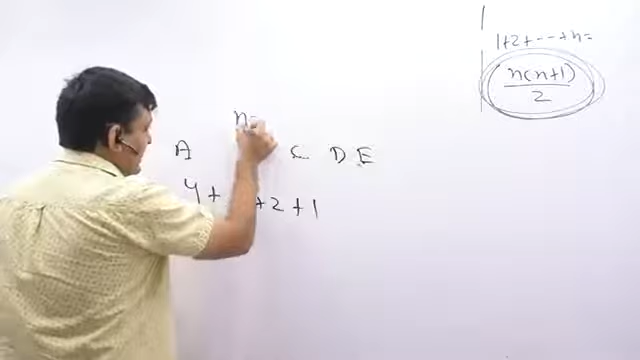 1+2+---+n=
n(n+1)
2
n=
A C D E
4+ +2+1